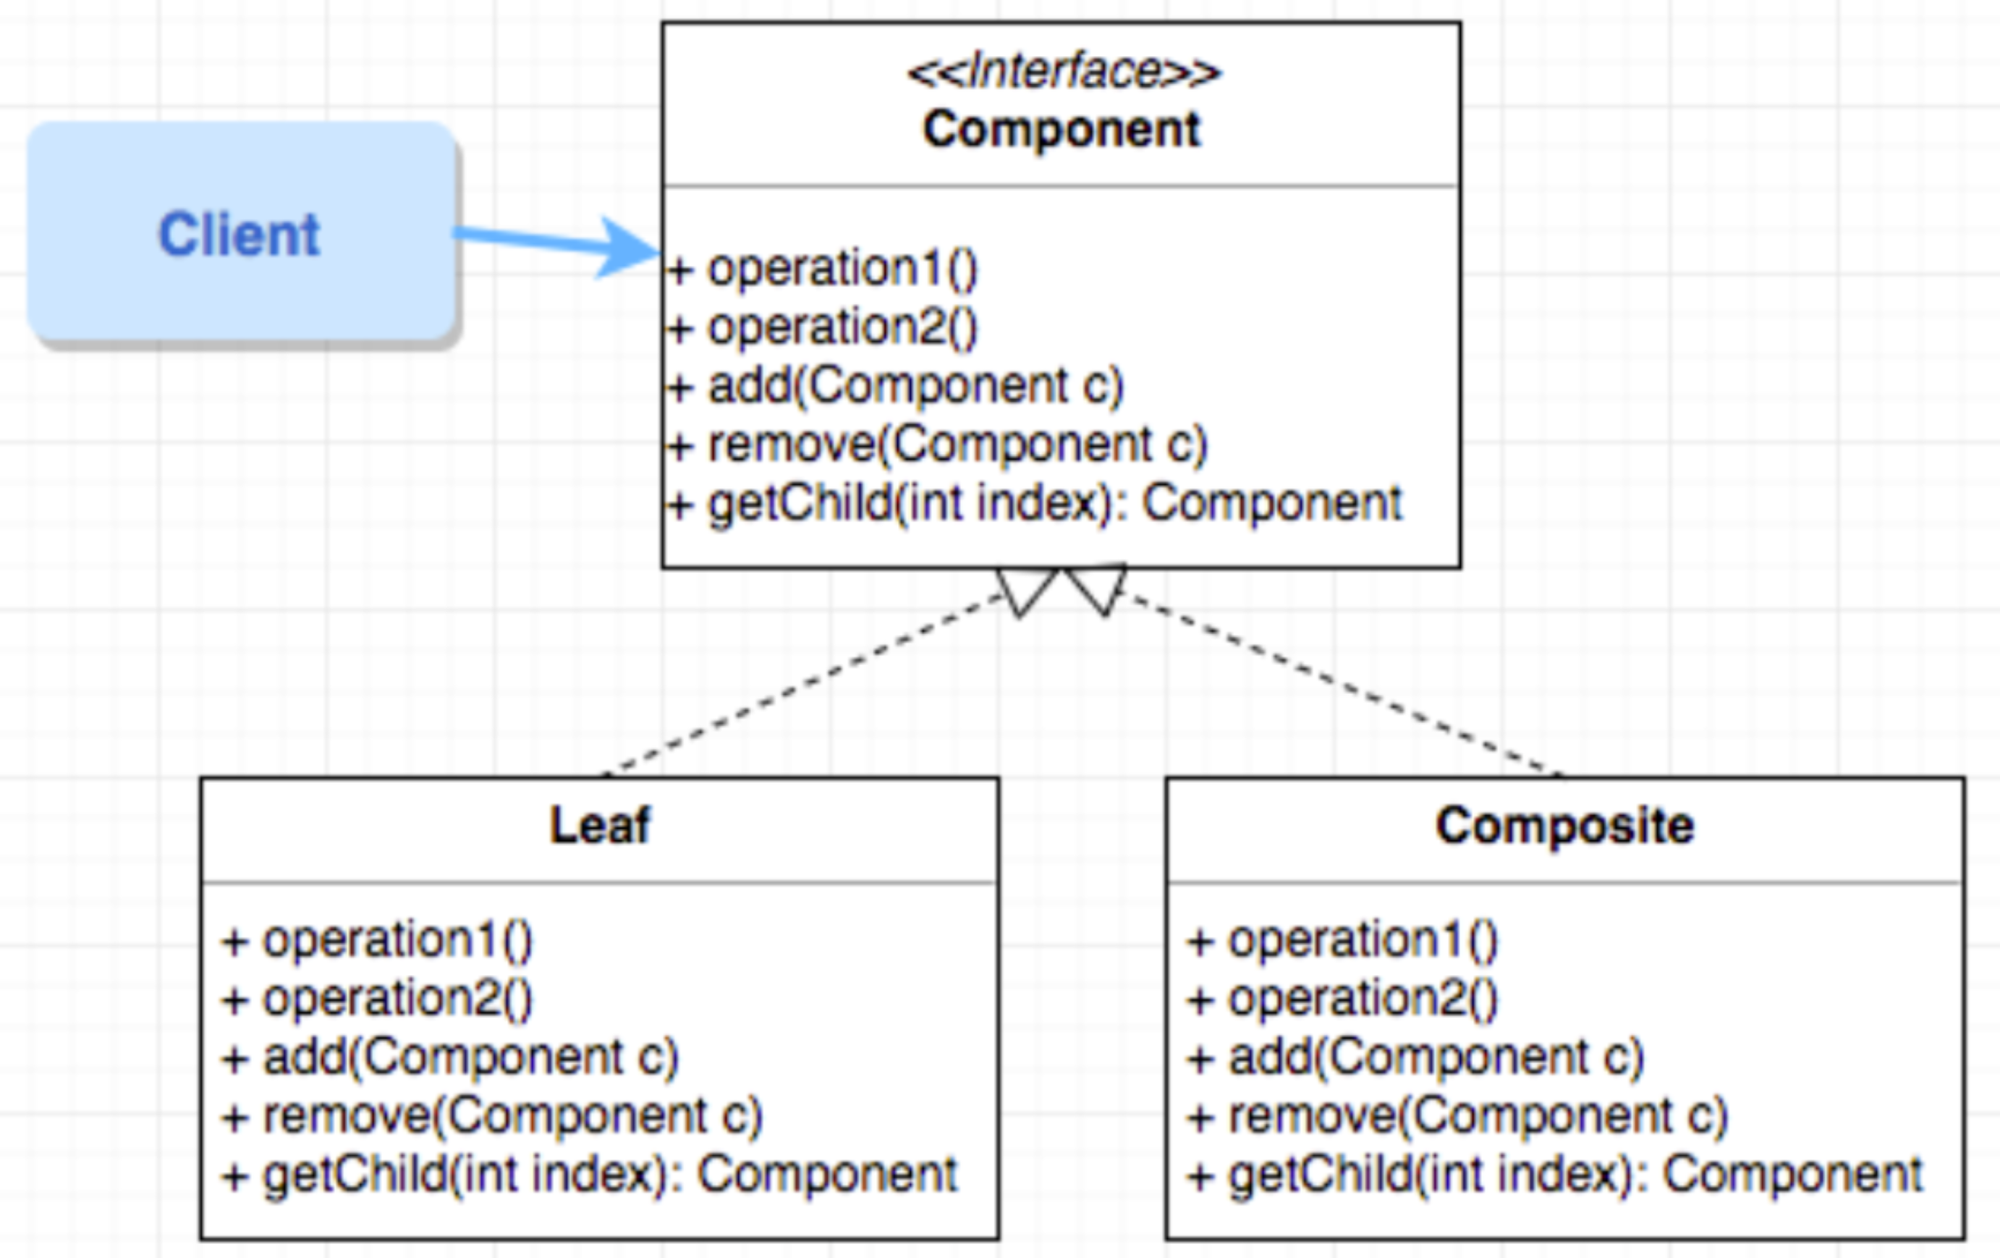 <<Interface>>
Component
Client
+ operation1()
+ operation2()
+ add(Component c)
+ remove(Component c)
+ getChild(int index): Component
Leaf
+ operation1()
+ operation2()
+ add(Component c)
+ remove(Component c)
+ getChild(int index): Component
Composite
+ operation1()
+ operation2()
+ add(Component c)
+ remove(Component c)
+ getChild(int index): Component